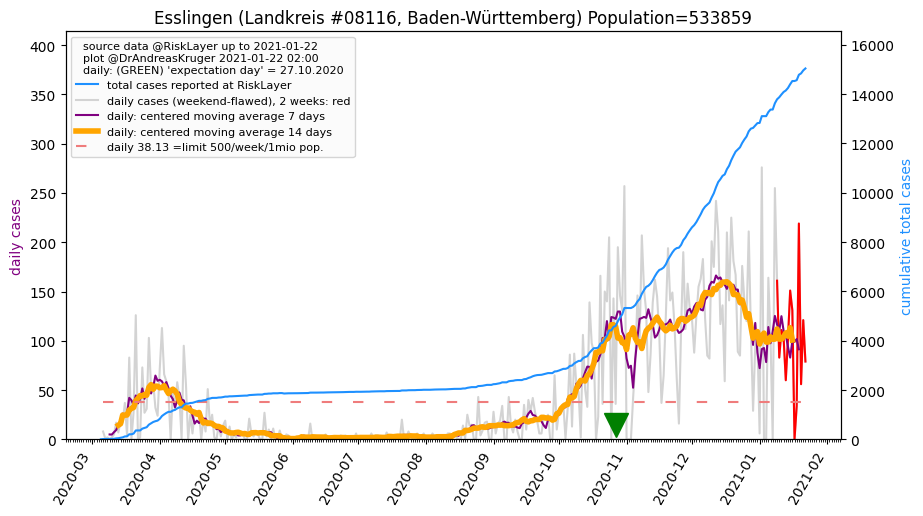 Esslingen (Landkreis #08116, Baden-Württemberg) Population=533859
source data @RiskLayer up to 2021-01-22
plot @DrAndreasKruger 2021-01-22 02:00
daily: (GREEN) 'expectation day' = 27.10.2020
total cases reported at RiskLayer
daily cases (weekend-flawed), 2 weeks: red
daily: centered moving average 7 days
daily: centered moving average 14 days
daily 38.13 =limit 500/week/1mio pop.
daily cases
400
350
300
250
200
150
100
50
0
cumulative total cases
16000
14000
12000
10000
8000
6000
4000
2000
0
2020-03
2020-04
2020-05
2020-06
2020-07
2020-08
2020-09
2020-10
2020-11
2020-12
2021-01
2021-02